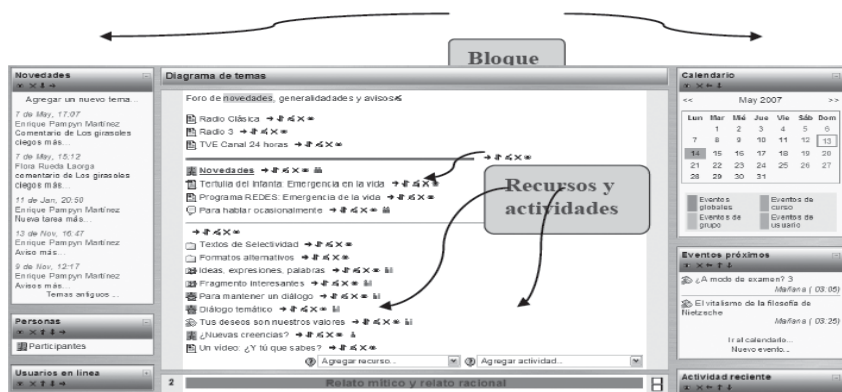 Bloque
Novedades
Agregar un nuevo tema...
7 de May, 17:07
Enrique Pampyn Martínez
Comentario de Los girasoles
ciegos más...
7 de May, 15:12
Flora Rueda Laorga
comentario de Los girasoles
ciegos más...
11 de Jan, 20:50
Enrique Pampyn Martínez
Nueva tarea más...
13 de Nov, 16:47
Enrique Pampyn Martínez
Aviso más...
9 de Nov, 12:17
Enrique Pampyn Martínez
Avisos más...
Temas antiguos ...
Personas
Participantes
Usuarios en línea
Diagrama de temas
Foro de novedades, generalidadades y avisos
Radio Clásica
Radio 3
TVE Canal 24 horas
Novedades
Tertulia del Infanta: Emergencia en la vida
Programa REDES: Emergencia de la vida
Para hablar ocasionalmente
Recursos y
actividades
Textos de Selectividad
Formatos alternativos
Ideas, expresiones, palabras
Fragmento interesantes
Para mantener un diálogo
Diálogo temático
Tus deseos son nuestros valores
¿Nuevas creencias?
Un vídeo: ¿Y tú que sabes?
Agregar recurso...
Agregar actividad...
2 Relato mítico y relato racional
Calendario
<< May 2007 >>
Lun Mar Mié Jue Vie Sáb Dom
1 2 3 4 5 6
7 8 9 10 11 12 13
14 15 16 17 18 19 20
21 22 23 24 25 26 27
28 29 30 31
Eventos globales
Eventos de curso
Eventos de grupo
Eventos de usuario
Eventos próximos
¿A modo de examen? 3
Mañana ( 03:05)
El vitalismo de la filosofía de
Nietzsche
Mañana ( 03:25)
Ir al calendario...
Nuevo evento...
Actividad reciente